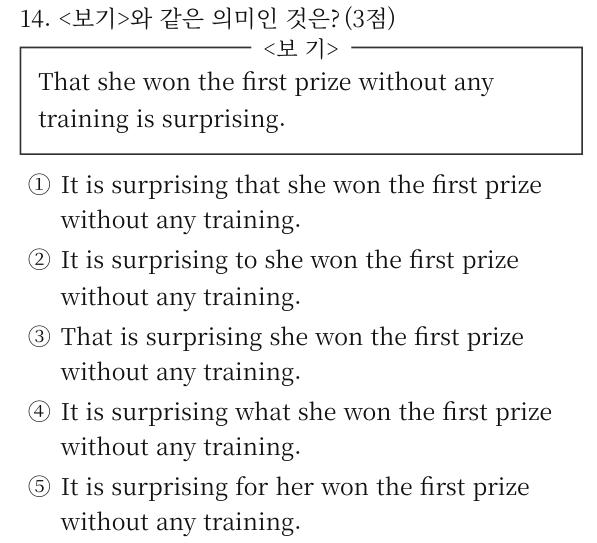 14. <보기>와 같은 의미인 것은? (3점)
<보 기>
That she won the first prize without any
training is surprising.
① It is surprising that she won the first prize
without any training.
② It is surprising to she won the first prize
without any training.
③ That is surprising she won the first prize
without any training.
④ It is surprising what she won the first prize
without any training.
⑤ It is surprising for her won the first prize
without any training.